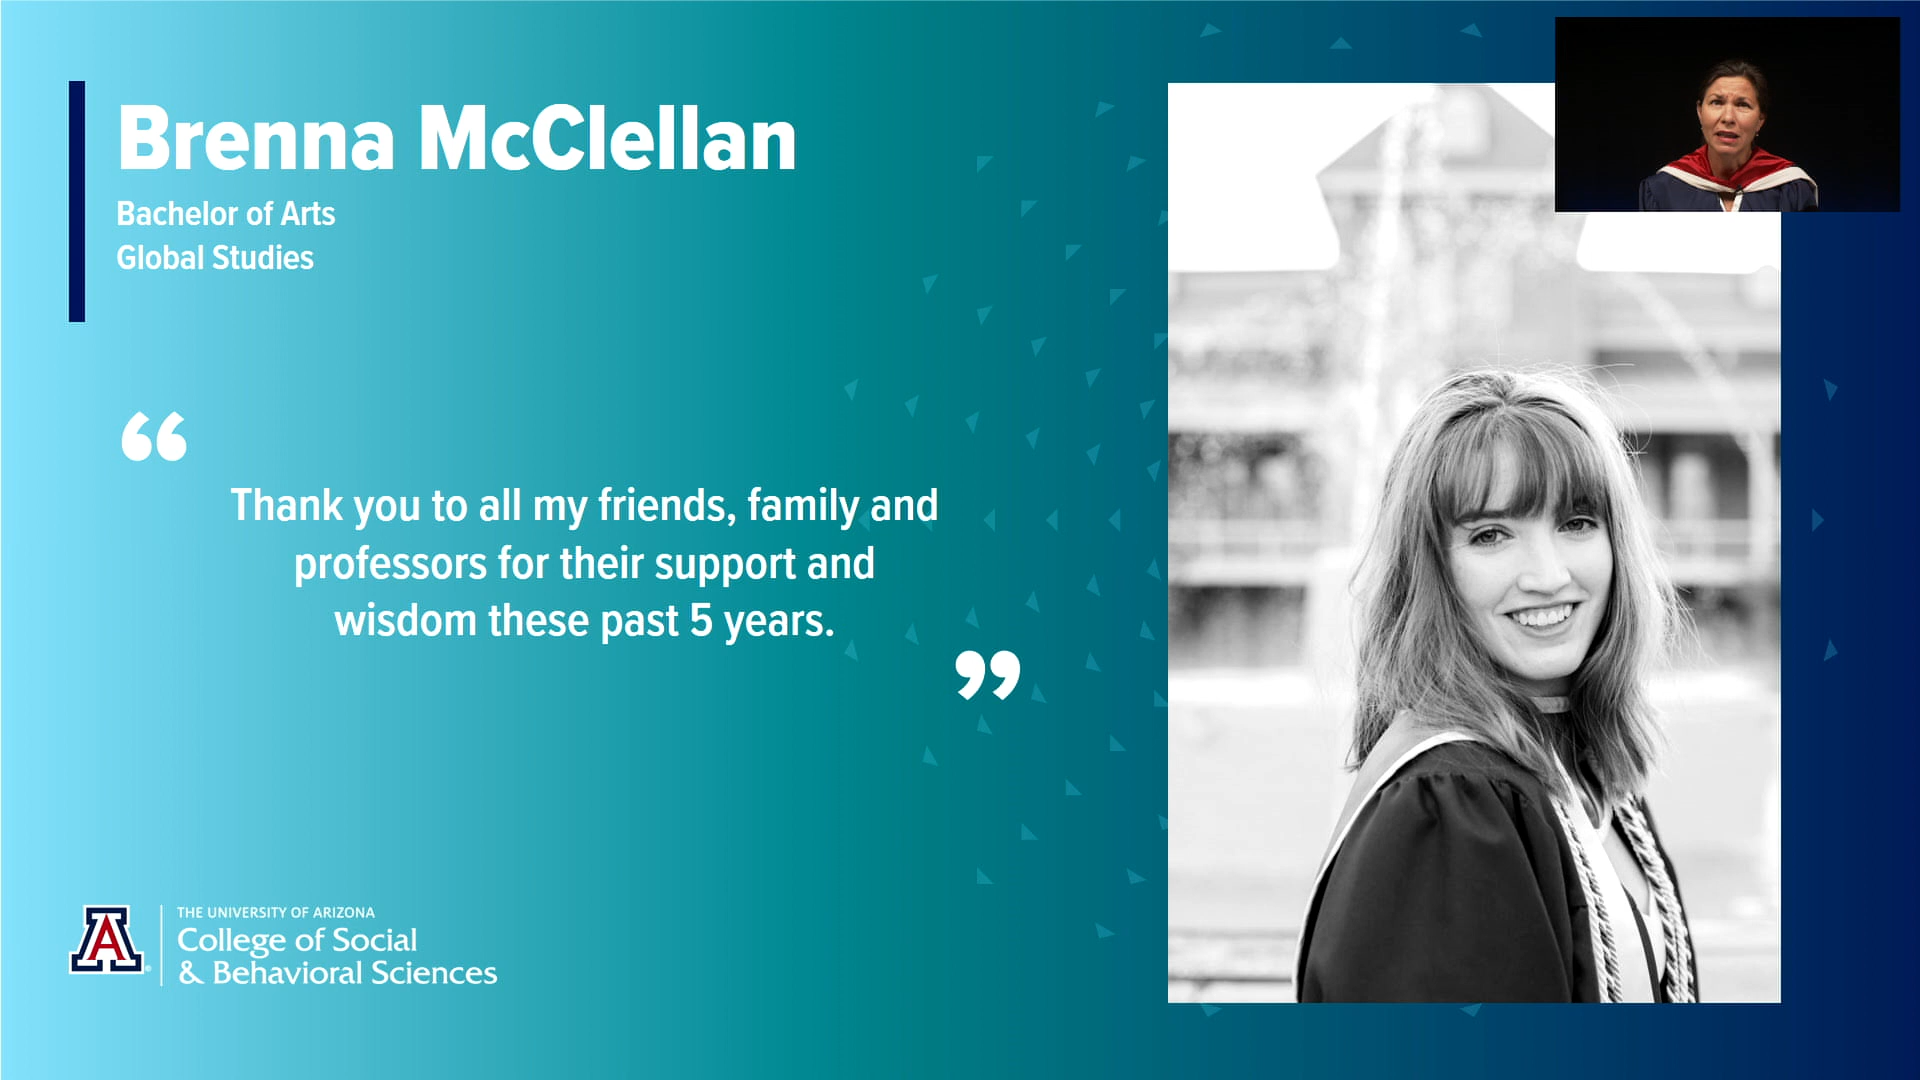 Brenna McClellan
Bachelor of Arts
Global Studies
“
Thank you to all my friends, family and
professors for their support and
wisdom these past 5 years.
”
A
THE UNIVERSITY OF ARIZONA
College of Social
& Behavioral Sciences